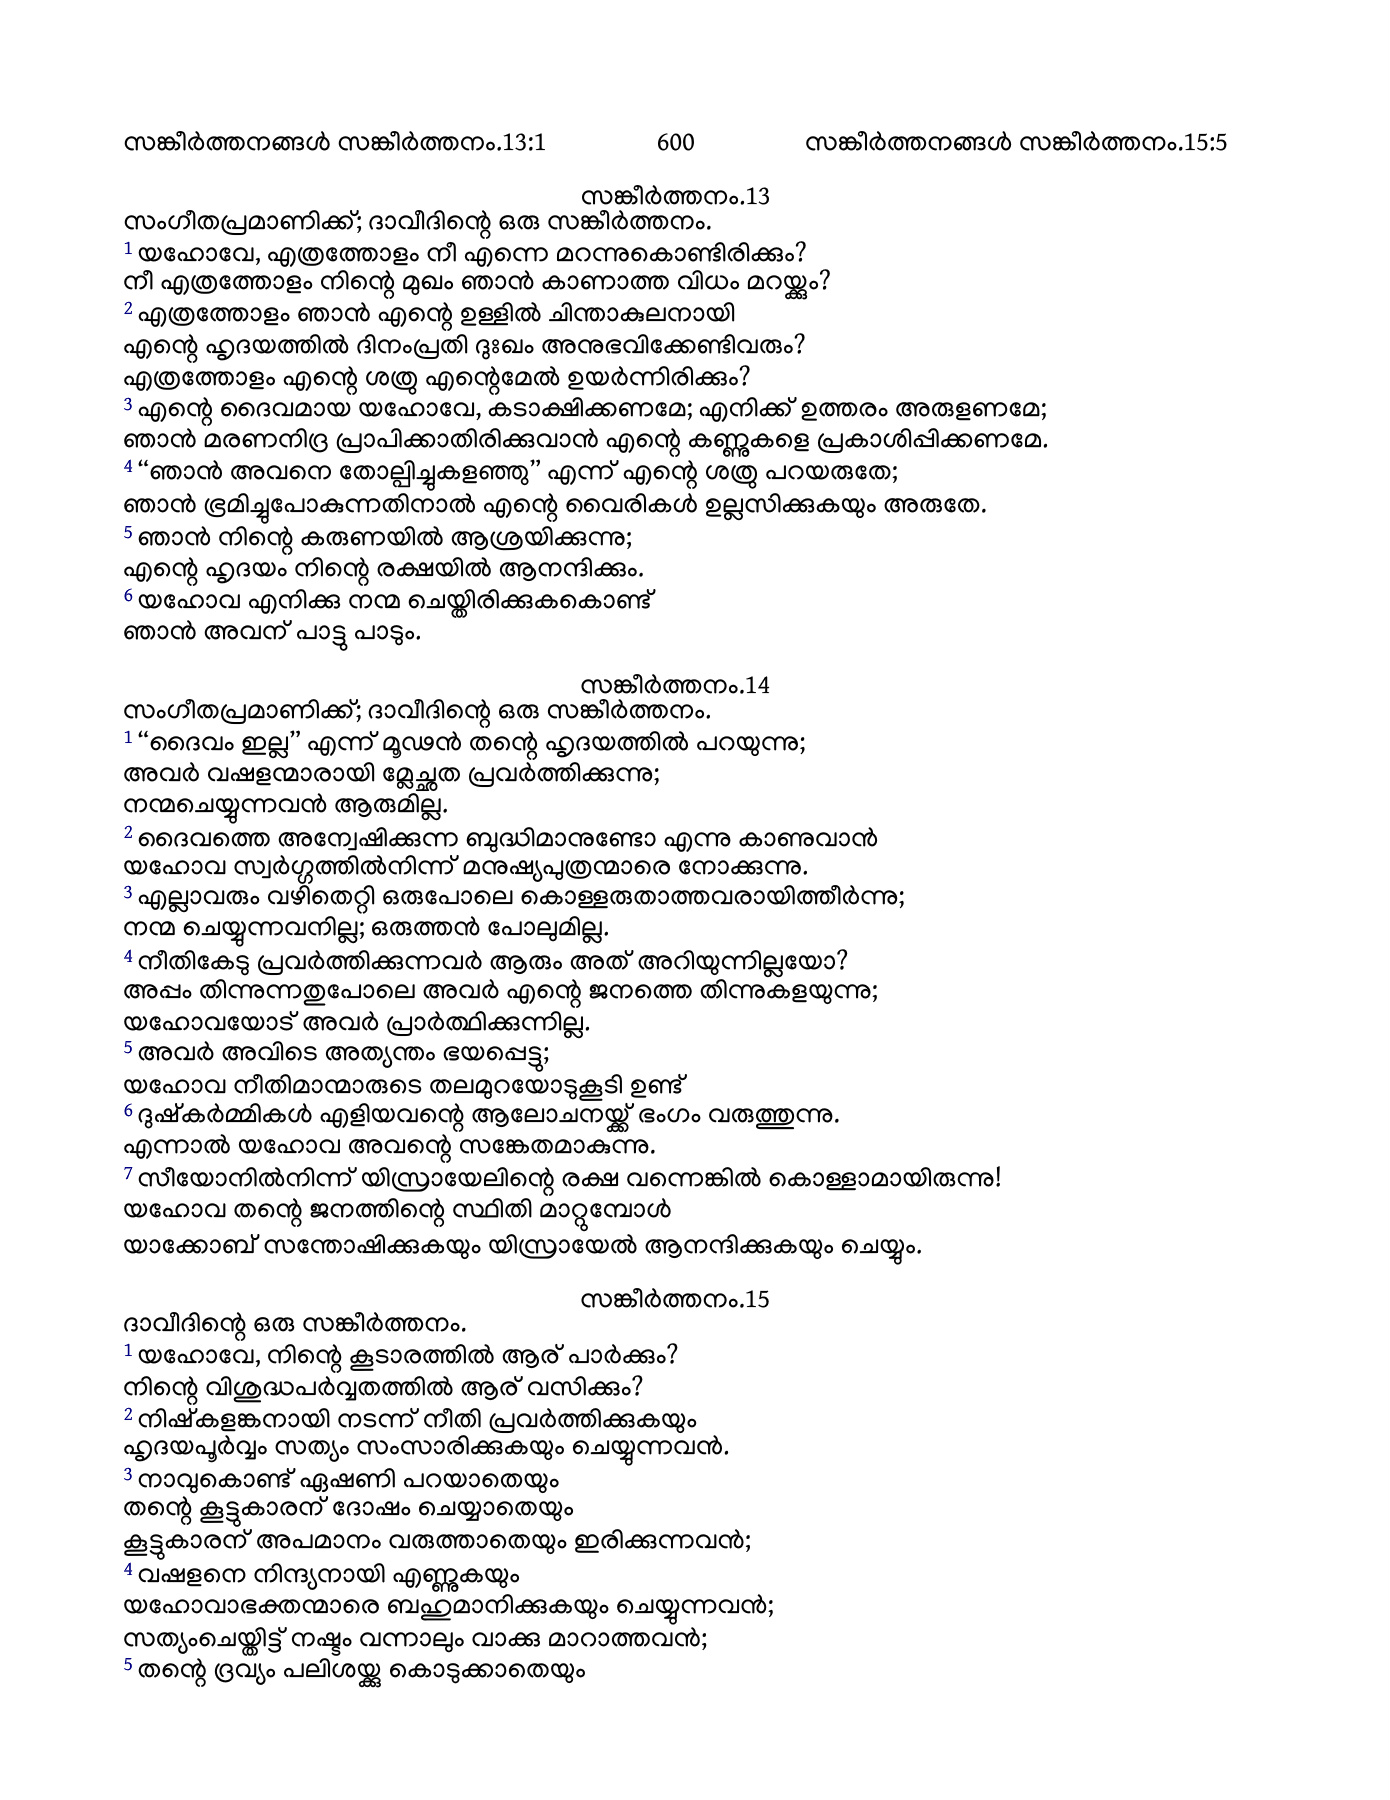 സങ്കീർത്തനങ്ങൾ സങ്കീർത്തനം.13:1 600 സങ്കീർത്തനങ്ങൾ സങ്കീർത്തനം.15:5
സങ്കീർത്തനം.13
സംഗീതപ്രമാണിക്ക്; ദാവീദിന്റെ ഒരു സങ്കീർത്തനം.
1 യഹോവേ, എത്രത്തോളം നീ എന്നെ മറന്നുകൊണ്ടിരിക്കും?
നീ എത്രത്തോളം നിന്റെ മുഖം ഞാൻ കാണാത്ത വിധം മറയ്ക്കും?
2 എത്രത്തോളം ഞാൻ എന്റെ ഉള്ളിൽ ചിന്താകുലനായി
എന്റെ ഹൃദയത്തിൽ ദിനംപ്രതി ദുഃഖം അനുഭവിക്കേണ്ടിവരും?
എത്രത്തോളം എന്റെ ശത്രു എന്റെമേൽ ഉയർന്നിരിക്കും?
3 എന്റെ ദൈവമായ യഹോവേ, കടാക്ഷിക്കണമേ; എനിക്ക് ഉത്തരം അരുളണമേ;
ഞാൻ മരണനിദ്ര പ്രാപിക്കാതിരിക്കുവാൻ എന്റെ കണ്ണുകളെ പ്രകാശിപ്പിക്കണമേ.
4 “ഞാൻ അവനെ തോല്പിച്ചുകളഞ്ഞു” എന്ന് എന്റെ ശത്രു പറയരുതേ;
ഞാൻ ഭ്രമിച്ചുപോകുന്നതിനാൽ എന്റെ വൈരികൾ ഉല്ലസിക്കുകയും അരുതേ.
5 ഞാൻ നിന്റെ കരുണയിൽ ആശ്രയിക്കുന്നു;
എന്റെ ഹൃദയം നിന്റെ രക്ഷയിൽ ആനന്ദിക്കും.
6 യഹോവ എനിക്കു നന്മ ചെയ്തിരിക്കുകകൊണ്ട്
ഞാൻ അവന് പാട്ടു പാടും.
സങ്കീർത്തനം.14
സംഗീതപ്രമാണിക്ക്; ദാവീദിന്റെ ഒരു സങ്കീർത്തനം.
1 “ദൈവം ഇല്ല” എന്ന് മൂഢൻ തന്റെ ഹൃദയത്തിൽ പറയുന്നു;
അവർ വഷളന്മാരായി മ്ലേച്ഛത പ്രവർത്തിക്കുന്നു;
നന്മചെയ്യുന്നവൻ ആരുമില്ല.
2 ദൈവത്തെ അന്വേഷിക്കുന്ന ബുദ്ധിമാനുണ്ടോ എന്നു കാണുവാൻ
യഹോവ സ്വർഗ്ഗത്തിൽനിന്ന് മനുഷ്യപുത്രന്മാരെ നോക്കുന്നു.
3 എല്ലാവരും വഴിതെറ്റി ഒരുപോലെ കൊള്ളരുതാത്തവരായിത്തീർന്നു;
നന്മ ചെയ്യുന്നവനില്ല; ഒരുത്തൻ പോലുമില്ല.
4 നീതികേടു പ്രവർത്തിക്കുന്നവർ ആരും അത് അറിയുന്നില്ലയോ?
അപ്പം തിന്നുന്നതുപോലെ അവർ എന്റെ ജനത്തെ തിന്നുകളയുന്നു;
യഹോവയോട് അവർ പ്രാർത്ഥിക്കുന്നില്ല.
5 അവർ അവിടെ അത്യന്തം ഭയപ്പെട്ടു;
യഹോവ നീതിമാന്മാരുടെ തലമുറയോടുകൂടി ഉണ്ട്
6 ദുഷ്കർമ്മികൾ എളിയവന്റെ ആലോചനയ്ക്ക് ഭംഗം വരുത്തുന്നു.
എന്നാൽ യഹോവ അവന്റെ സങ്കേതമാകുന്നു.
7 സീയോനിൽനിന്ന് യിസ്രായേലിന്റെ രക്ഷ വന്നെങ്കിൽ കൊള്ളാമായിരുന്നു!
യഹോവ തന്റെ ജനത്തിന്റെ സ്ഥിതി മാറ്റുമ്പോൾ
യാക്കോബ് സന്തോഷിക്കുകയും യിസ്രായേൽ ആനന്ദിക്കുകയും ചെയ്യും.
സങ്കീർത്തനം.15
ദാവീദിന്റെ ഒരു സങ്കീർത്തനം.
1 യഹോവേ, നിന്റെ കൂടാരത്തിൽ ആര് പാർക്കും?
നിന്റെ വിശുദ്ധപർവ്വതത്തിൽ ആര് വസിക്കും?
2 നിഷ്കളങ്കനായി നടന്ന് നീതി പ്രവർത്തിക്കുകയും
ഹൃദയപൂർവ്വം സത്യം സംസാരിക്കുകയും ചെയ്യുന്നവൻ.
3 നാവുകൊണ്ട് ഏഷണി പറയാതെയും
തന്റെ കൂട്ടുകാരന് ദോഷം ചെയ്യാതെയും
കൂട്ടുകാരന് അപമാനം വരുത്താതെയും ഇരിക്കുന്നവൻ;
4 വഷളനെ നിന്ദ്യനായി എണ്ണുകയും
യഹോവാഭക്തന്മാരെ ബഹുമാനിക്കുകയും ചെയ്യുന്നവൻ;
സത്യംചെയ്തിട്ട് നഷ്ടം വന്നാലും വാക്കു മാറാത്തവൻ;
5 തന്റെ ദ്രവ്യം പലിശയ്ക്കു കൊടുക്കാതെയും